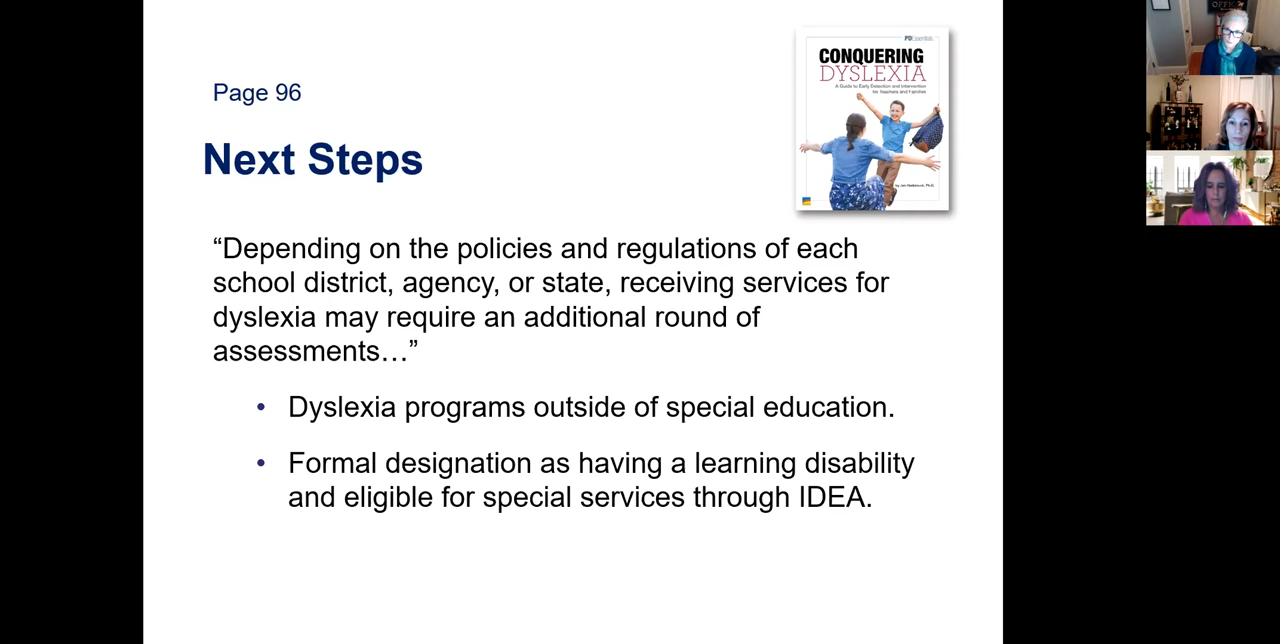 OFFIC
Page 96
Next Steps
CONQUERING
DYSLEXIA
A Guide to Early Detection and Intervention
for Teachers and Families
by Jan Hasbrouck, Ph.D.
“Depending on the policies and regulations of each
school district, agency, or state, receiving services for
dyslexia may require an additional round of
assessments…”
• Dyslexia programs outside of special education.
• Formal designation as having a learning disability
and eligible for special services through IDEA.